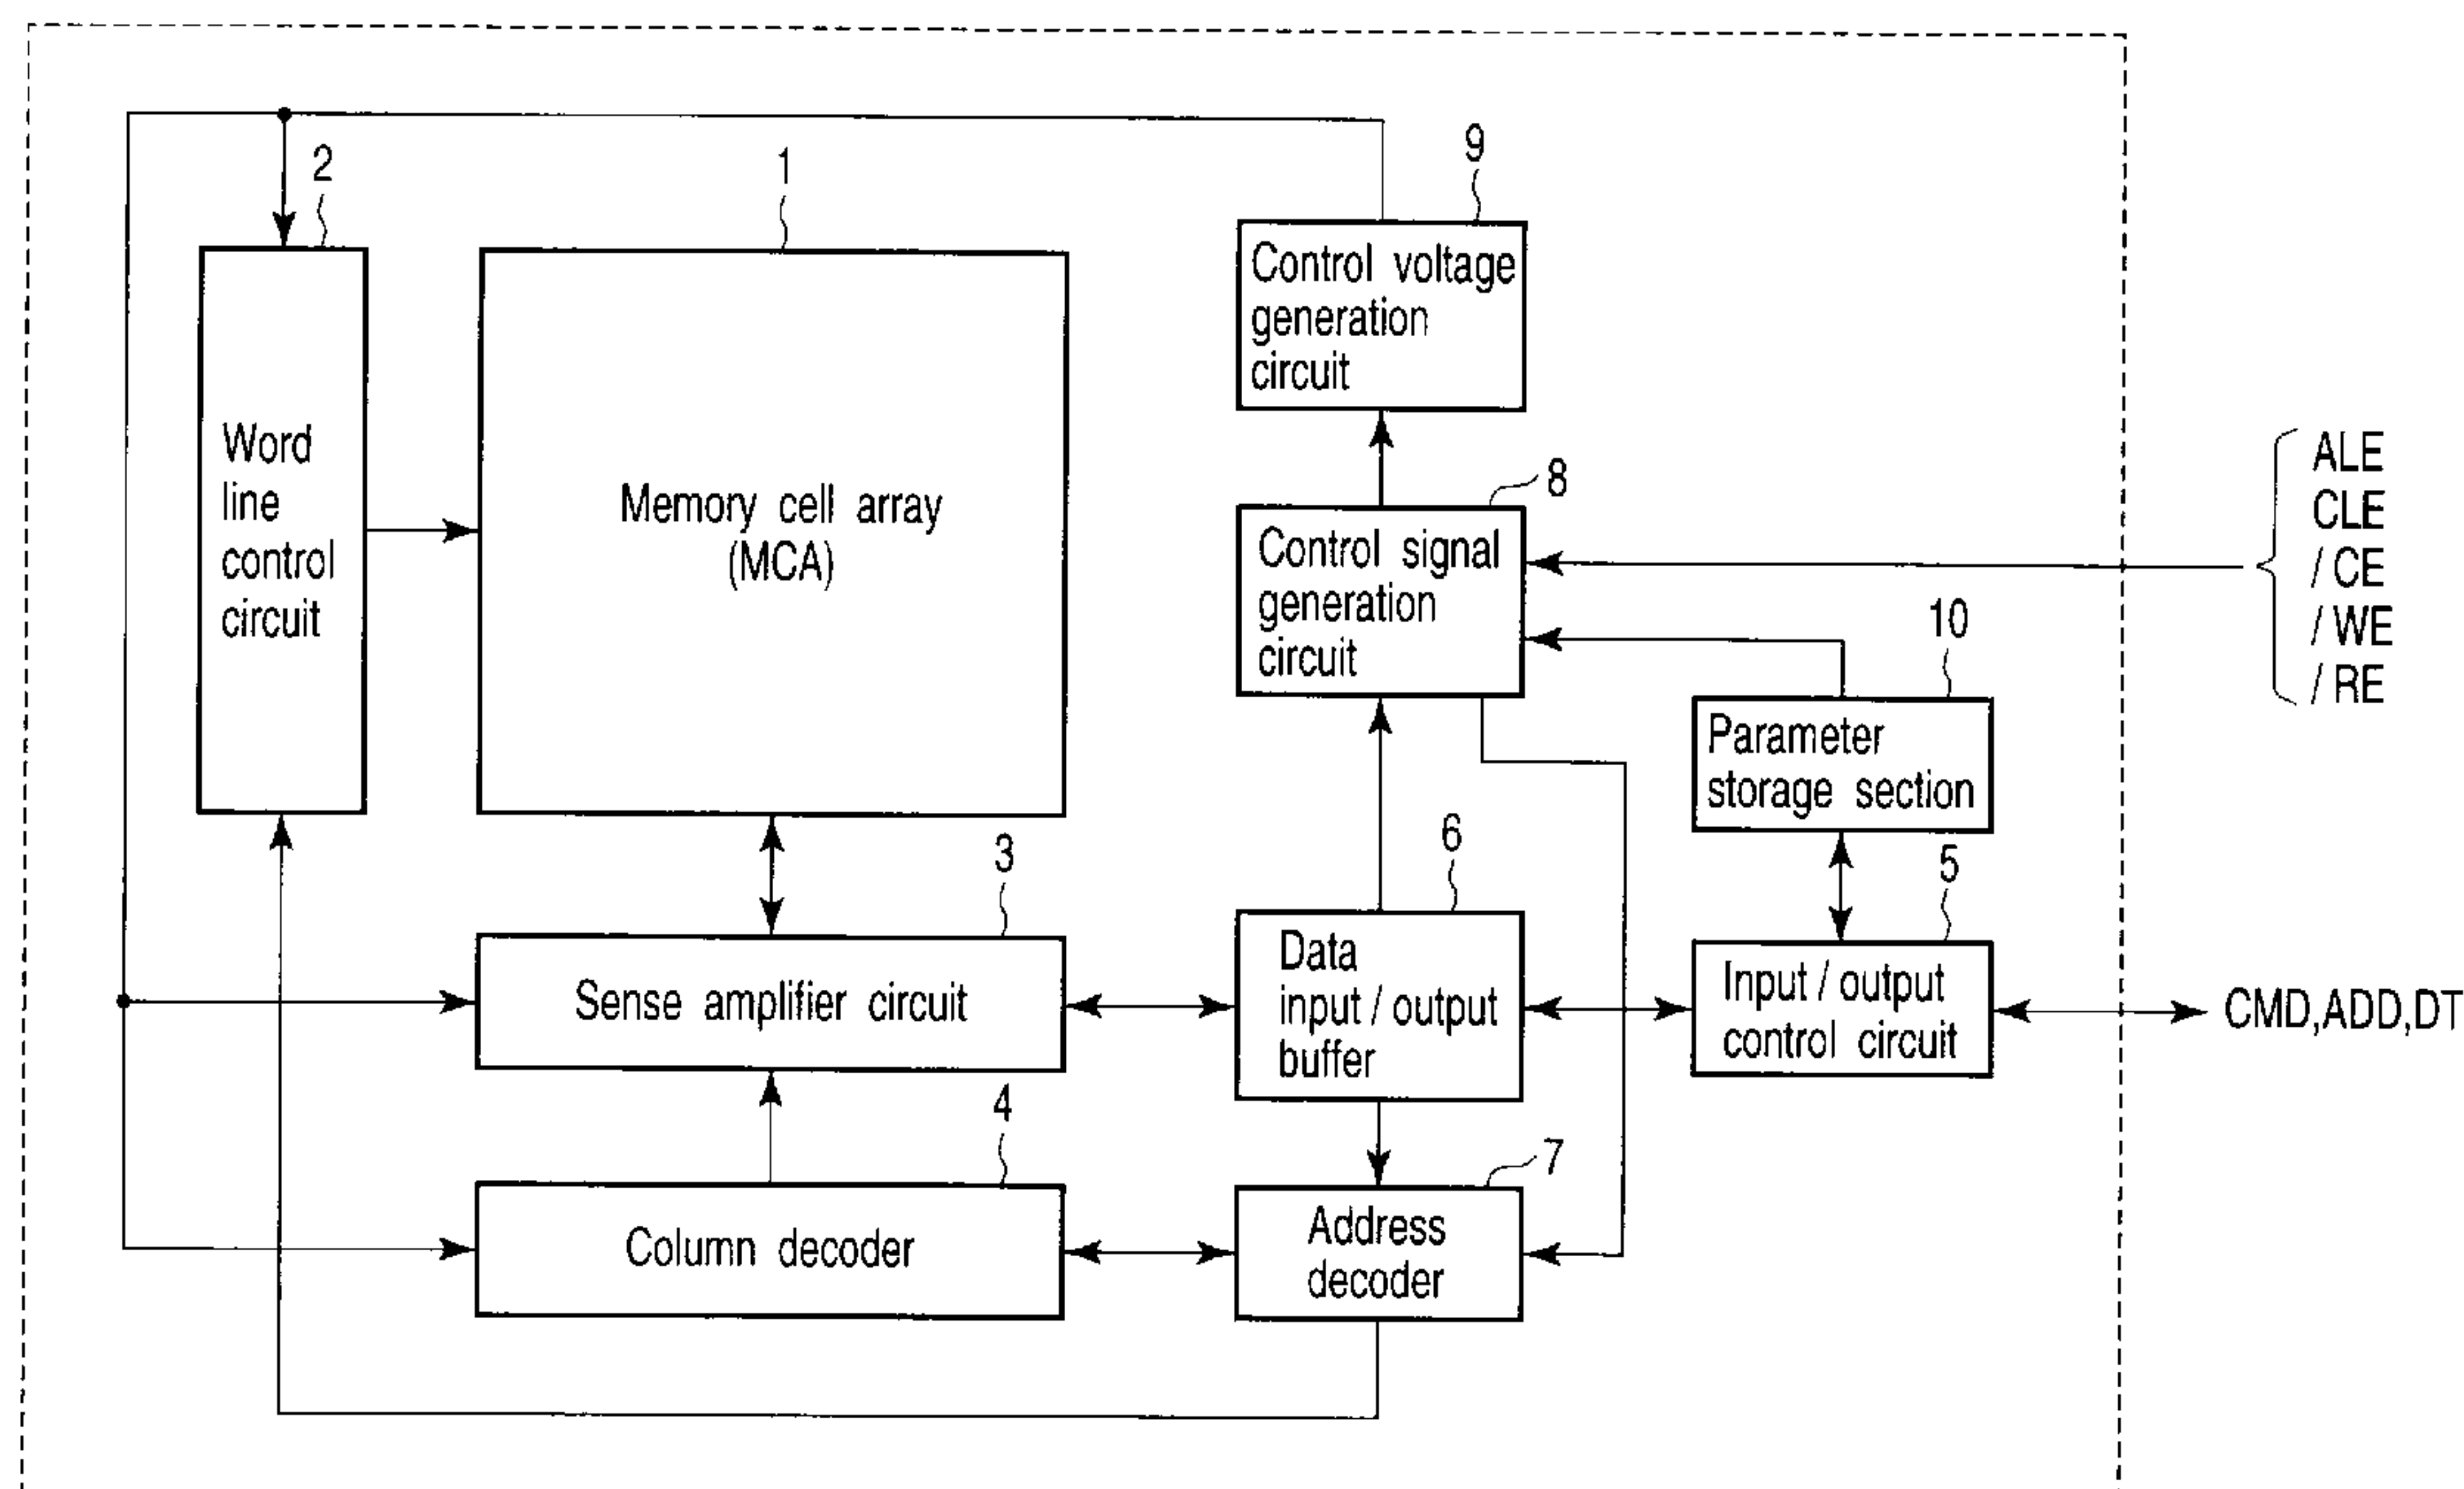 2
1
9
Control voltage
generation
circuit
Word
line
control
circuit
Memory cell array
(MCA)
8
Control signal
generation
circuit
ALE
CLE
/ CE
/ WE
/ RE
10
Parameter
storage section
3
6
5
Sense amplifier circuit
Data
input / output
buffer
Input / output
control circuit
CMD,ADD,DT
4
7
Column decoder
Address
decoder